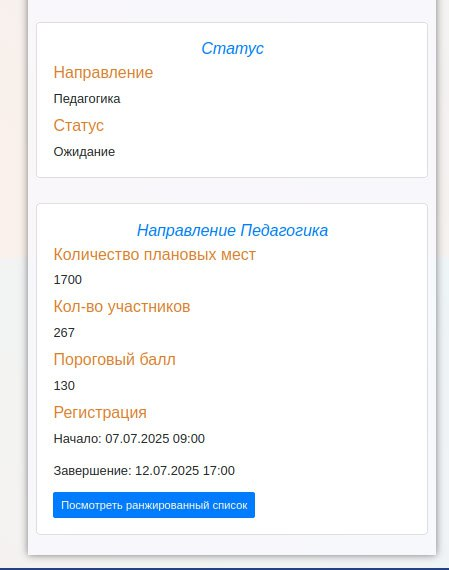 Статус
Направление
Педагогика
Статус
Ожидание
Направление Педагогика
Количество плановых мест
1700
Кол-во участников
267
Пороговый балл
130
Регистрация
Начало: 07.07.2025 09:00
Завершение: 12.07.2025 17:00
Посмотреть ранжированный список